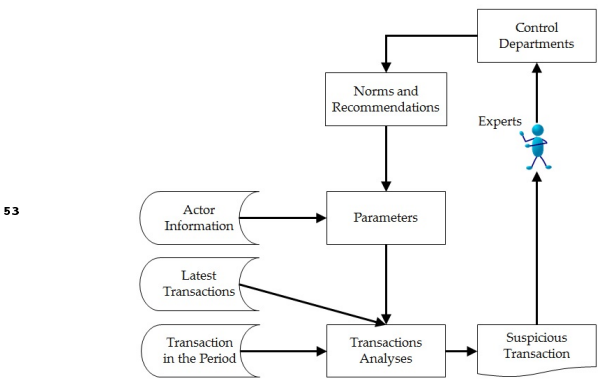 Control
Departments
Norms and
Recommendations
Experts
53
Actor
Information
Parameters
Latest
Transactions
Transaction
in the Period
Transactions
Analyses
Suspicious
Transaction